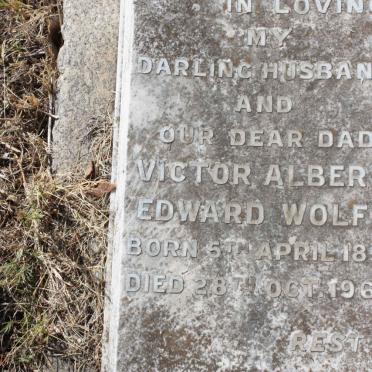 IN LOVING
MY
DARLING HUSBAN
AND
OUR DEAR DAD
VICTOR ALBER
EDWARD WOLF
BORN 5TH APRIL 18
DIED 28TH OCT. 196
REST